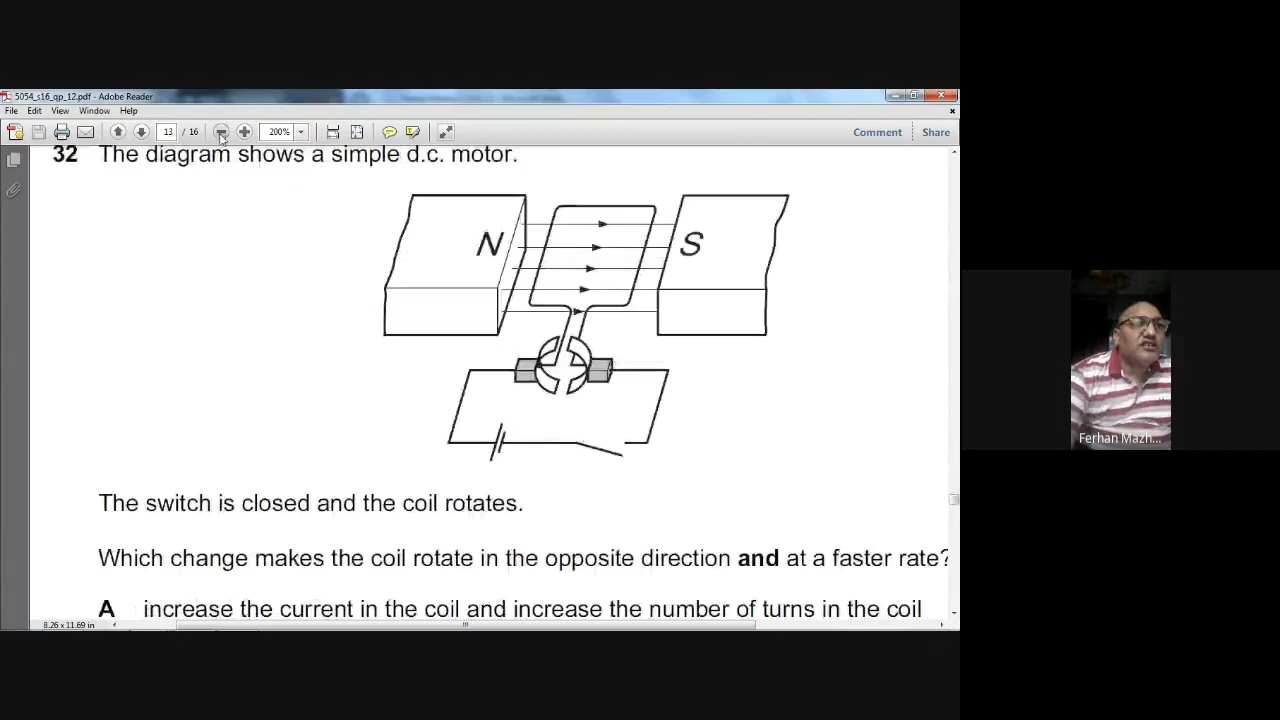 5054_s16_qp_12.pdf - Adobe Reader
File Edit View Window Help
13 / 16 200% Comment Share
32 The diagram shows a simple d.c. motor.
N S
The switch is closed and the coil rotates.
Which change makes the coil rotate in the opposite direction and at a faster rate?
A increase the current in the coil and increase the number of turns in the coil
8.26 x 11.69 in
Ferhan Mazh...